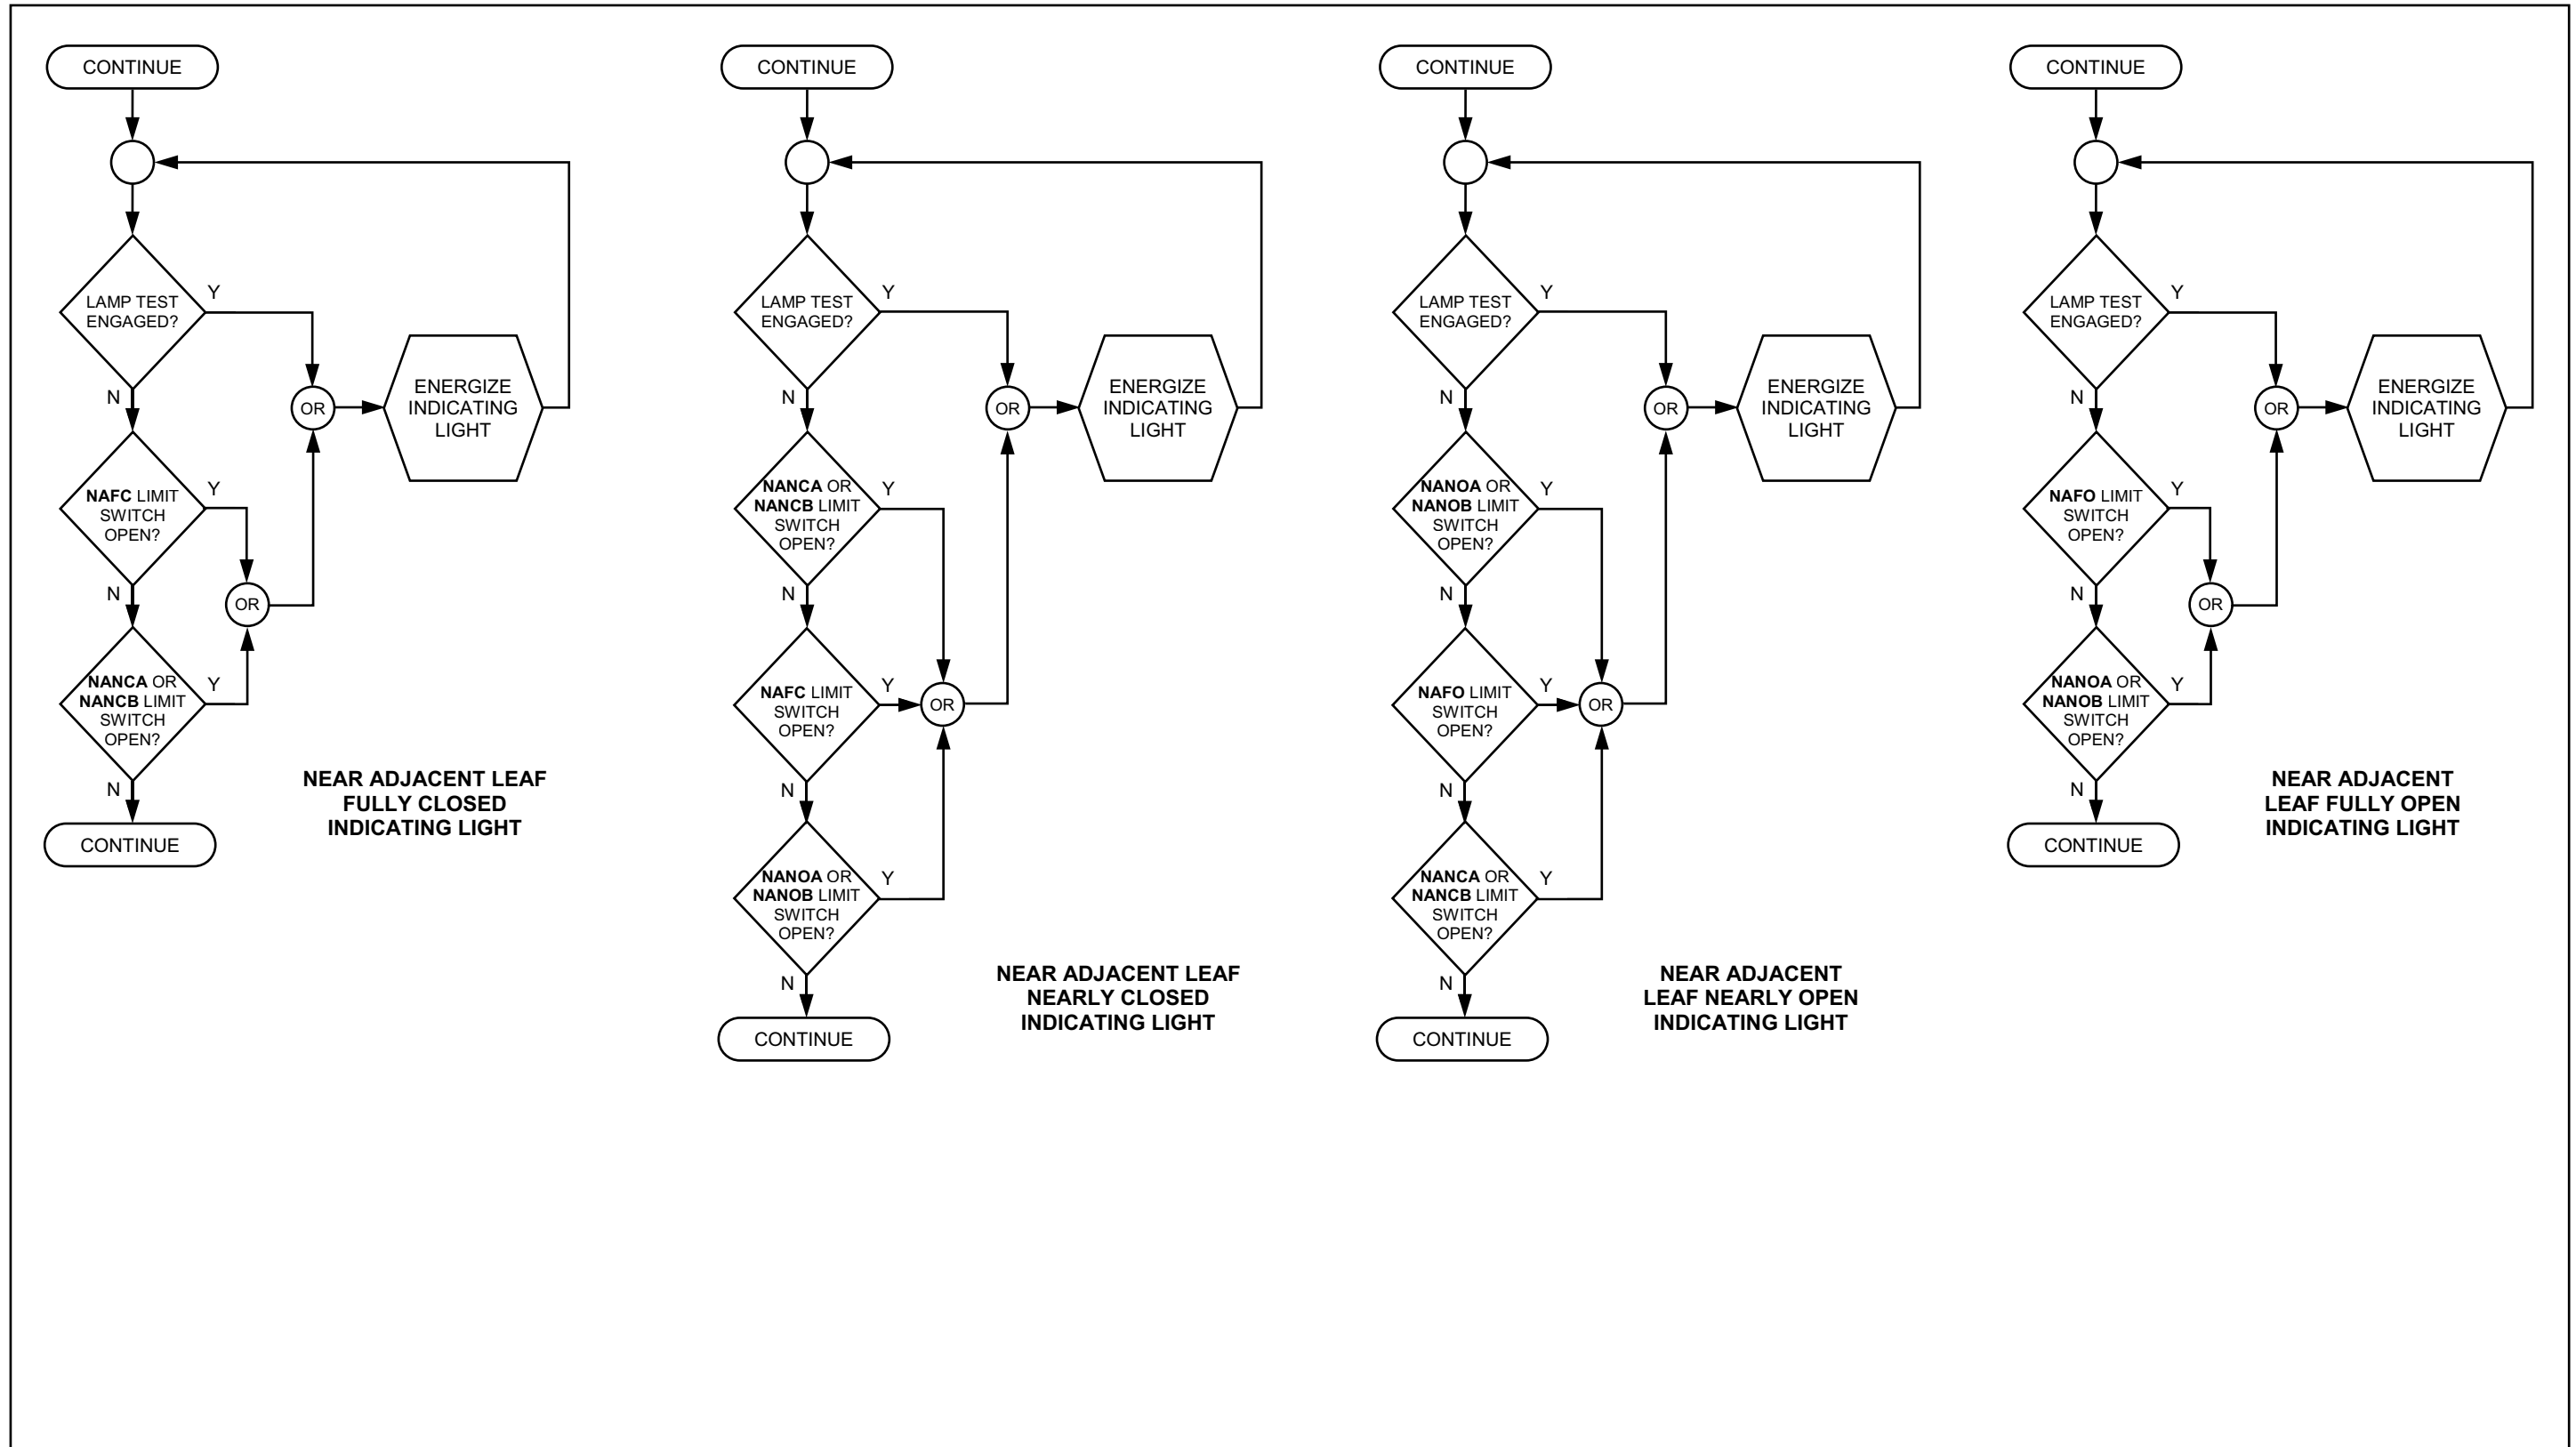 CONTINUE
LAMP TEST
ENGAGED?
Y
N
OR
ENERGIZE
INDICATING
LIGHT
NAFC LIMIT
SWITCH
OPEN?
Y
N
OR
NANCA OR
NANCB LIMIT
SWITCH
OPEN?
Y
N
CONTINUE
NEAR ADJACENT LEAF
FULLY CLOSED
INDICATING LIGHT
CONTINUE
LAMP TEST
ENGAGED?
Y
N
OR
ENERGIZE
INDICATING
LIGHT
NANCA OR
NANCB LIMIT
SWITCH
OPEN?
Y
N
NAFC LIMIT
SWITCH
OPEN?
Y
OR
N
NANOA OR
NANOB LIMIT
SWITCH
OPEN?
Y
N
CONTINUE
NEAR ADJACENT LEAF
NEARLY CLOSED
INDICATING LIGHT
CONTINUE
LAMP TEST
ENGAGED?
Y
N
OR
ENERGIZE
INDICATING
LIGHT
NANOA OR
NANOB LIMIT
SWITCH
OPEN?
Y
N
NAFO LIMIT
SWITCH
OPEN?
Y
OR
N
NANCA OR
NANCB LIMIT
SWITCH
OPEN?
Y
N
CONTINUE
NEAR ADJACENT
LEAF NEARLY OPEN
INDICATING LIGHT
CONTINUE
LAMP TEST
ENGAGED?
Y
N
OR
ENERGIZE
INDICATING
LIGHT
NAFO LIMIT
SWITCH
OPEN?
Y
N
OR
NANOA OR
NANOB LIMIT
SWITCH
OPEN?
Y
N
CONTINUE
NEAR ADJACENT
LEAF FULLY OPEN
INDICATING LIGHT